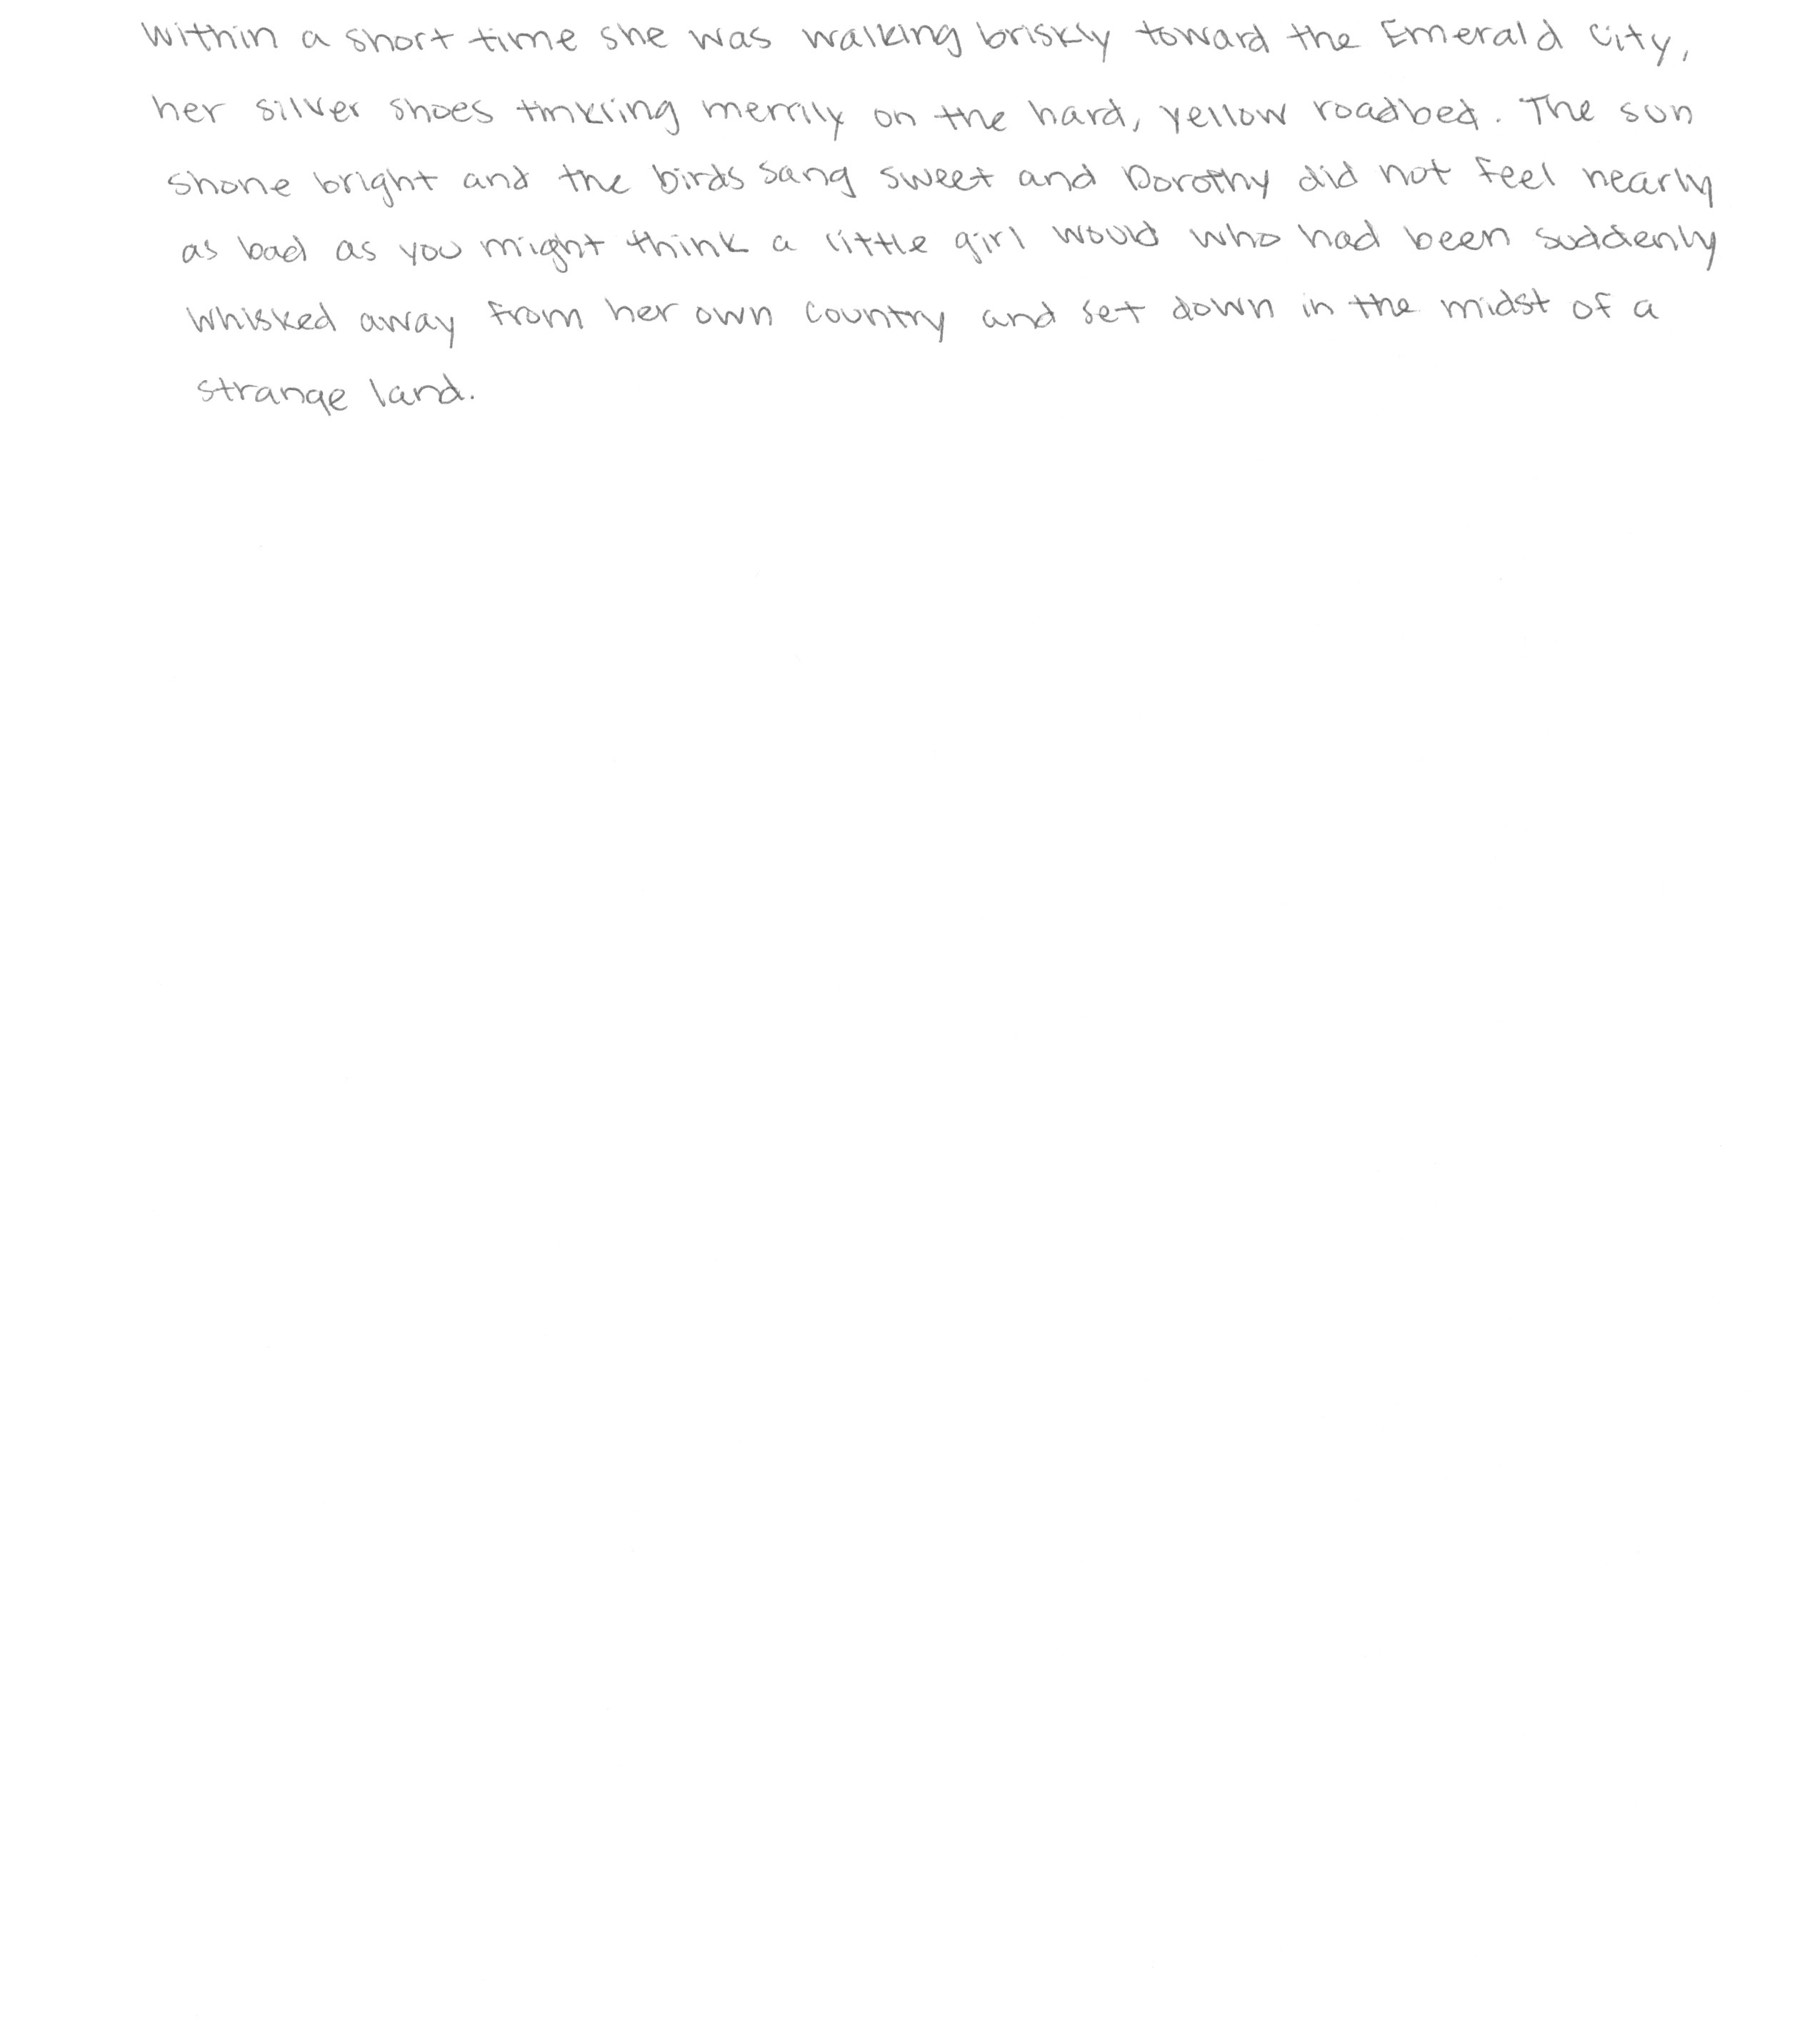 Within a short time she was walking briskly toward the Emerald City,
her silver shoes tinkling merrily on the hard, yellow roadbed. The sun
shone bright and the birds sang sweet and Dorothy did not feel nearly
as bad as you might think a little girl would who had been suddenly
whisked away from her own country and set down in the midst of a
strange land.